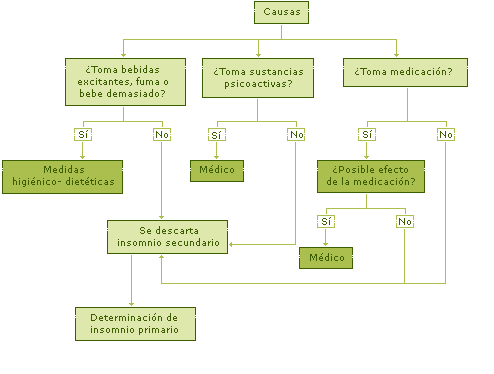 Causas
¿Toma bebidas
excitantes, fuma o
bebe demasiado?
¿Toma sustancias
psicoactivas?
¿Toma medicación?
Sí
No
Sí
No
Sí
No
Medidas
higiénico- dietéticas
Médico
¿Posible efecto
de la medicación?
Sí
No
Se descarta
insomnio secundario
Médico
Determinación de
insomnio primario